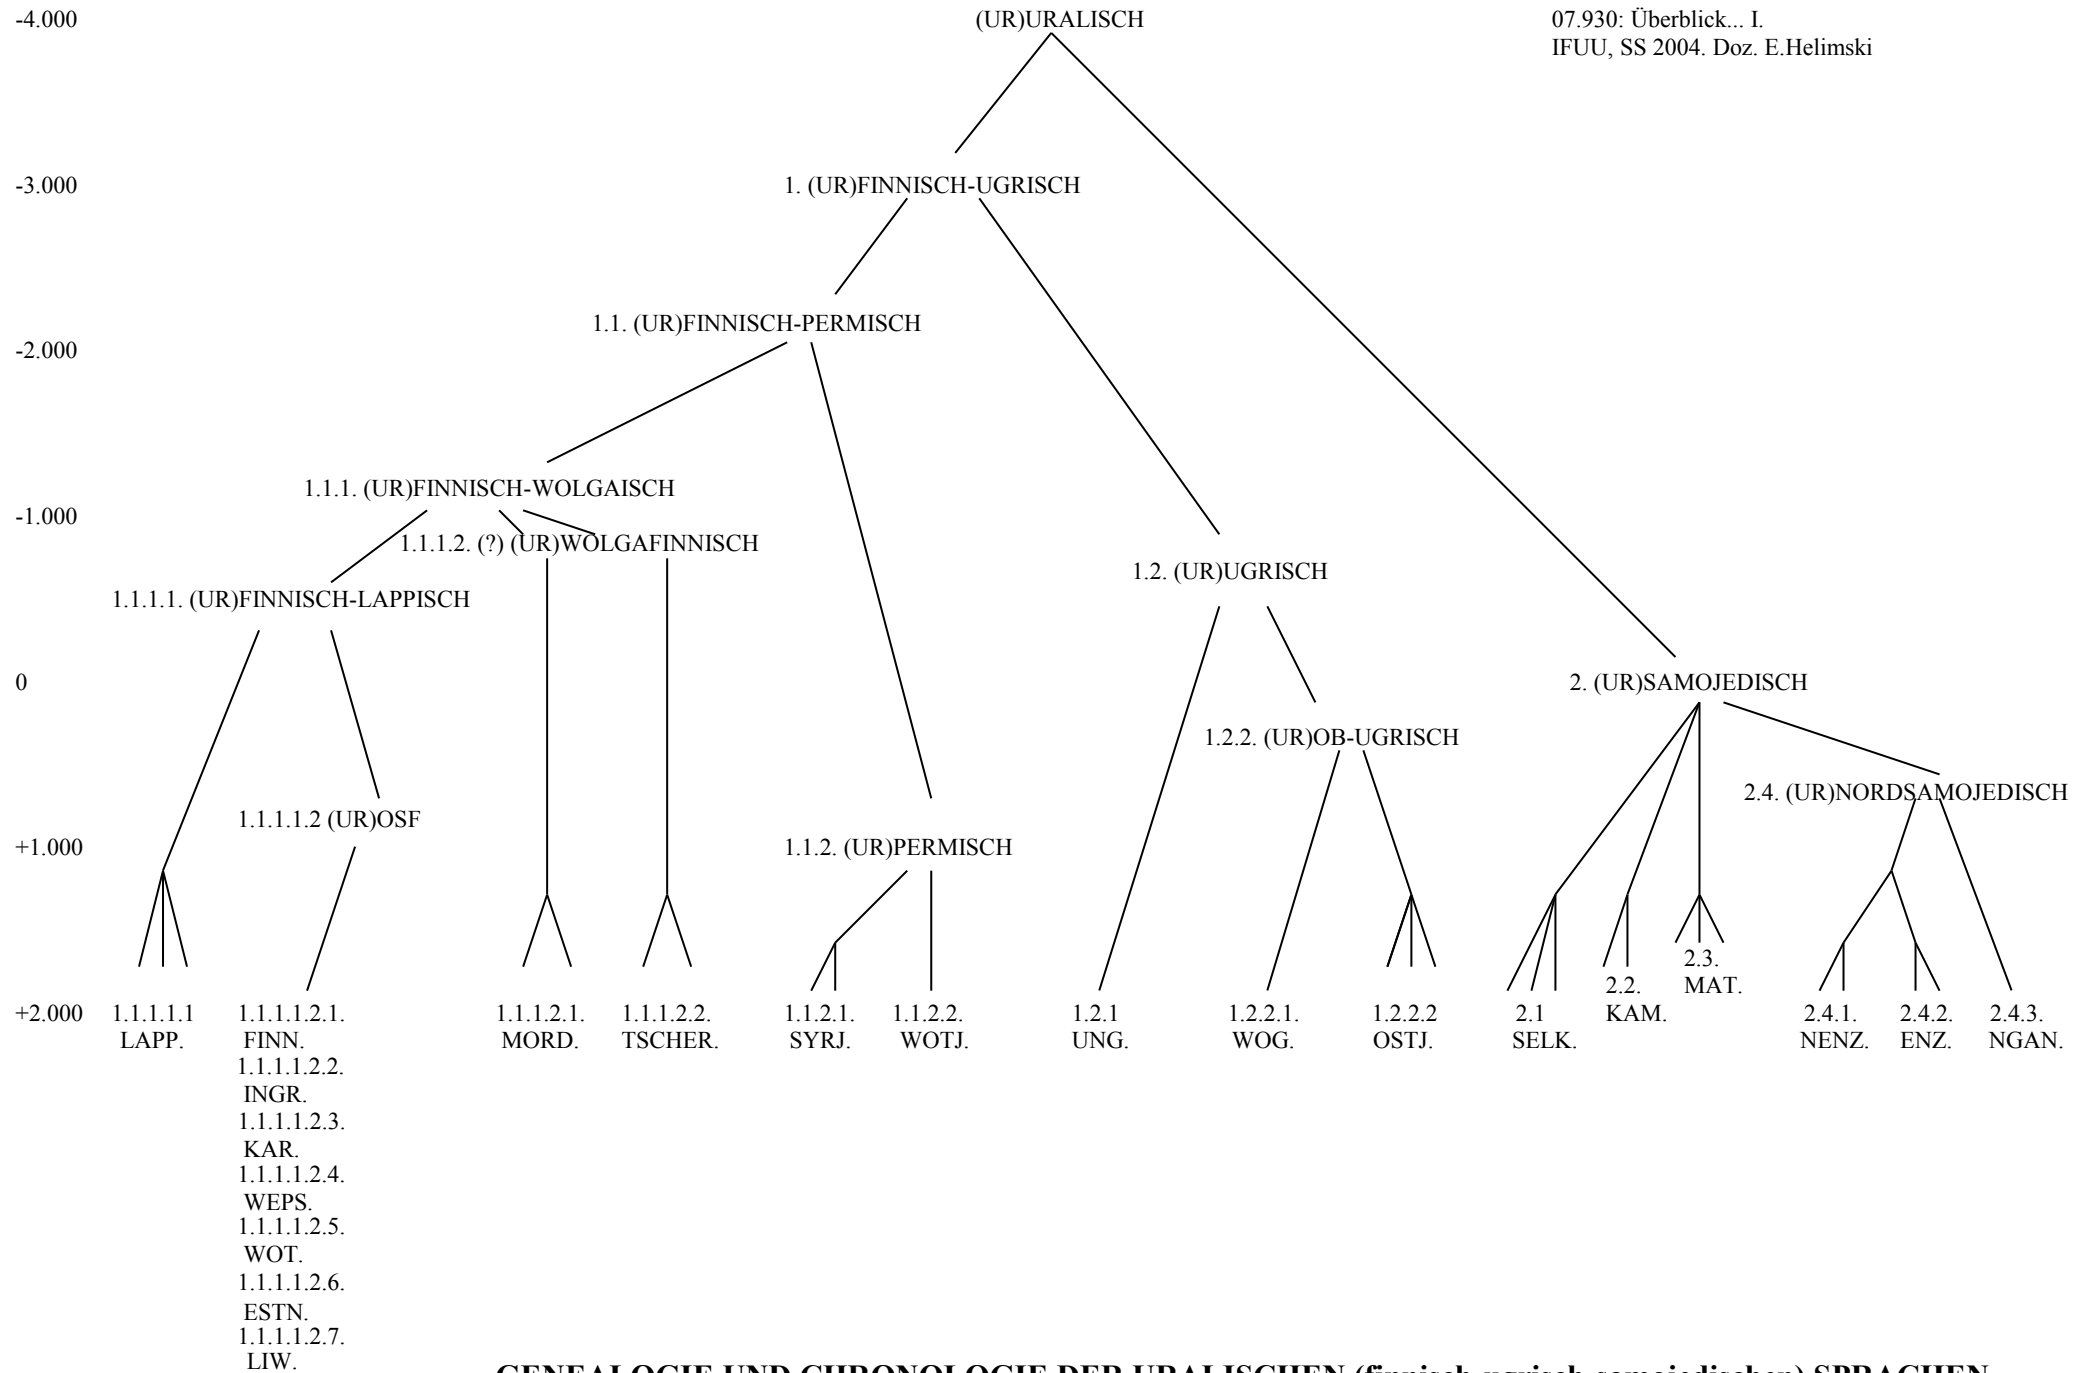 -4.000
(UR)URALISCH
07.930: Überblick... I.
IFUU, SS 2004. Doz. E.Helimski
-3.000
1. (UR)FINNISCH-UGRISCH
1.1. (UR)FINNISCH-PERMISCH
-2.000
1.1.1. (UR)FINNISCH-WOLGAISCH
-1.000
1.1.1.2. (?) (UR)WOLGAFINNISCH
1.2. (UR)UGRISCH
1.1.1.1. (UR)FINNISCH-LAPPISCH
0
2. (UR)SAMOJEDISCH
1.2.2. (UR)OB-UGRISCH
2.4. (UR)NORDSAMOJEDISCH
1.1.1.1.2 (UR)OSF
+1.000
1.1.2. (UR)PERMISCH
+2.000
1.1.1.1.1
LAPP.
1.1.1.1.2.1.
FINN.
1.1.1.1.2.2.
INGR.
1.1.1.1.2.3.
KAR.
1.1.1.1.2.4.
WEPS.
1.1.1.1.2.5.
WOT.
1.1.1.1.2.6.
ESTN.
1.1.1.1.2.7.
LIW.
1.1.1.2.1.
MORD.
1.1.1.2.2.
TSCHER.
1.1.2.1.
SYRJ.
1.1.2.2.
WOTJ.
1.2.1
UNG.
1.2.2.1.
WOG.
1.2.2.2
OSTJ.
2.1
SELK.
2.2.
KAM.
2.3.
MAT.
2.4.1.
NENZ.
2.4.2.
ENZ.
2.4.3.
NGAN.
GENEALOGIE UND CHRONOLOGIE DER URALISCHEN (finnisch-ugrisch-samojedischen) SPRACHEN